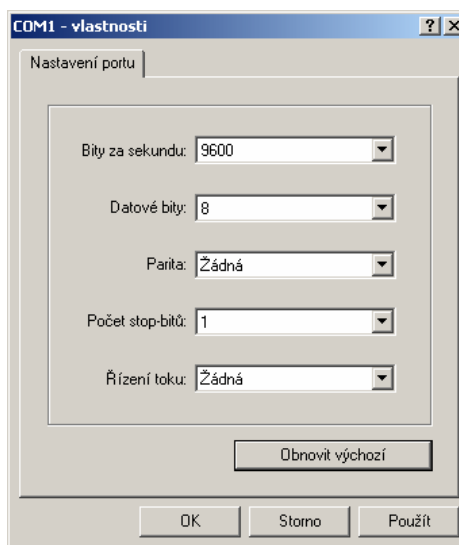 COM1 - vlastnosti
Nastavení portu
Bity za sekundu: 9600
Datové bity: 8
Parita: Žádná
Počet stop-bitů: 1
Řízení toku: Žádná
Obnovit výchozí
OK Storno Použít